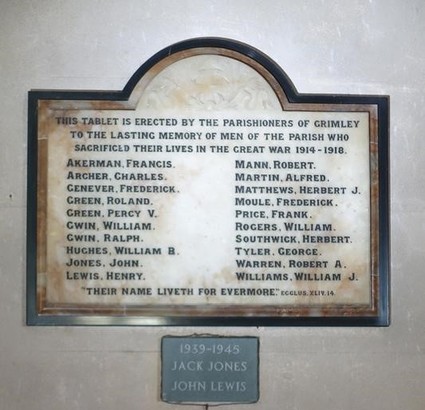 THIS TABLET IS ERECTED BY THE PARISHIONERS OF GRIMLEY
TO THE LASTING MEMORY OF MEN OF THE PARISH WHO
SACRIFICED THEIR LIVES IN THE GREAT WAR 1914-1918.
AKERMAN, FRANCIS.
ARCHER, CHARLES.
GENEVER, FREDERICK.
GREEN, ROLAND.
GREEN, PERCY V.
GWIN, WILLIAM.
GWIN, RALPH.
HUGHES, WILLIAM B.
JONES, JOHN.
LEWIS, HENRY.
MANN, ROBERT.
MARTIN, ALFRED.
MATTHEWS, HERBERT J.
MOULE, FREDERICK.
PRICE, FRANK.
ROGERS, WILLIAM.
SOUTHWICK, HERBERT.
TYLER, GEORGE.
WARREN, ROBERT A.
WILLIAMS, WILLIAM J.
"THEIR NAME LIVETH FOR EVERMORE." ECCLUS. XLIV. 14.
1939-1945
JACK JONES
JOHN LEWIS